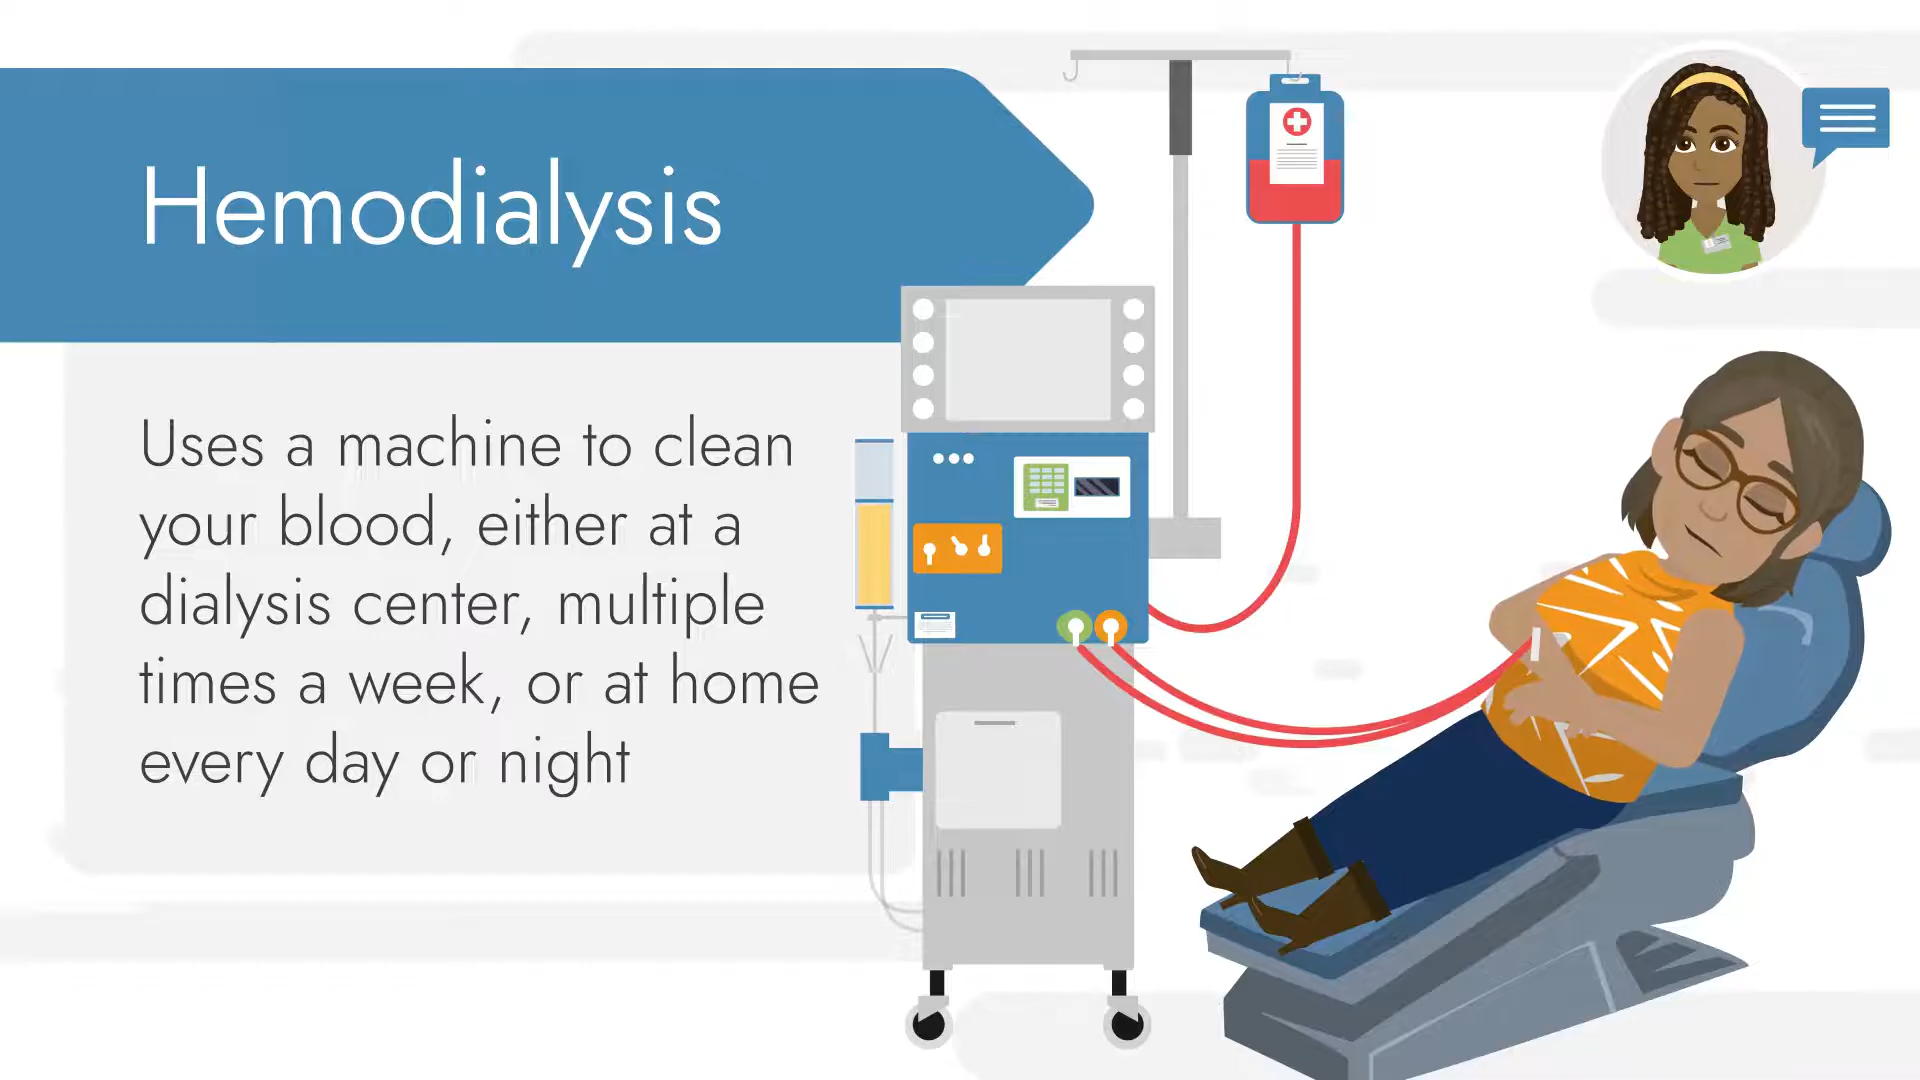 Hemodialysis
Uses a machine to clean
your blood, either at a
dialysis center, multiple
times a week, or at home
every day or night